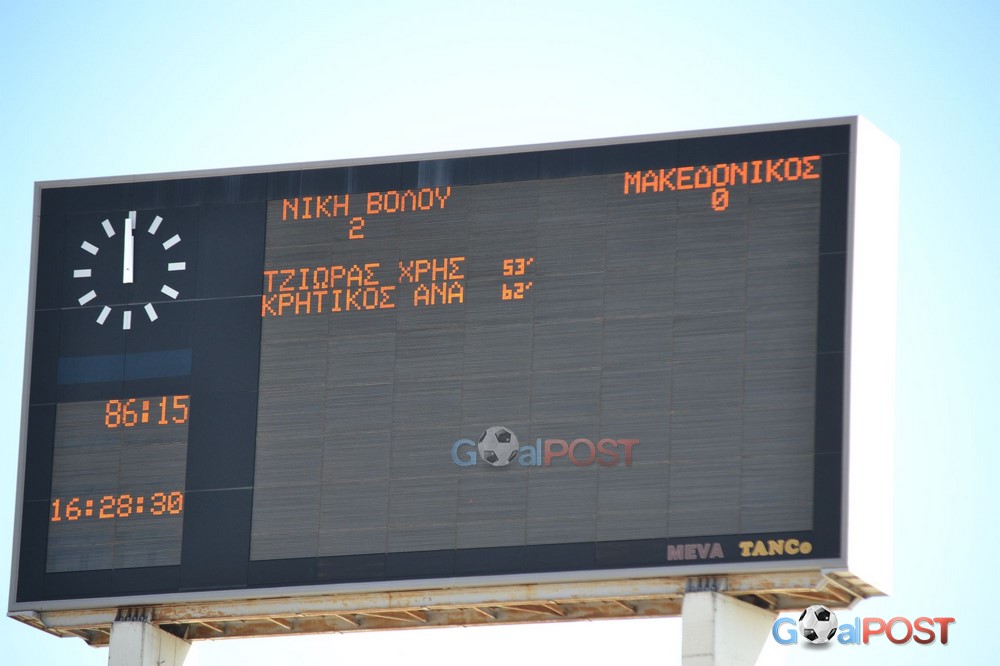 ΝΙΚΗ ΒΟΛΟΥ ΜΑΚΕΔΟΝΙΚΟΣ
2 0
ΤΖΙΩΡΑΣ ΧΡΗΣ 53'
ΚΡΗΤΙΚΟΣ ΑΝΑ 62'
86:15
GoalPOST
16:28:30
MEVA TANCo
GoalPOST